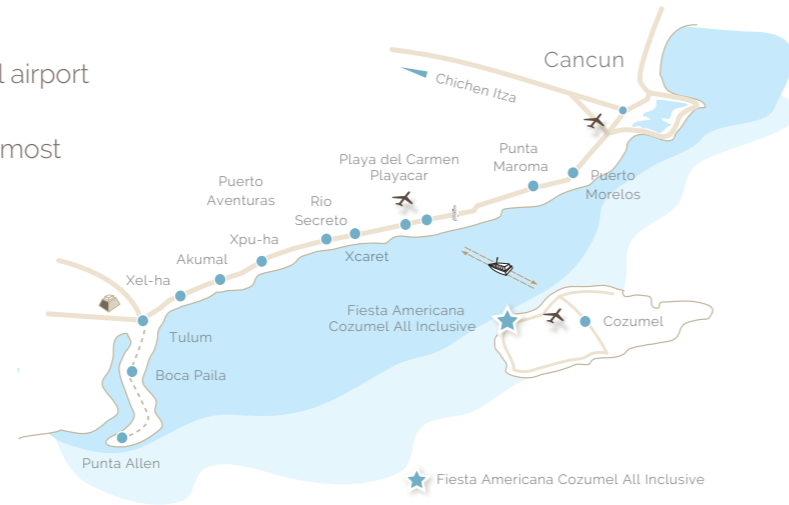 l airport
most
Cancun
Chichen Itza
Punta
Maroma
Puerto
Morelos
Playa del Carmen
Playacar
Rio
Secreto
Puerto
Aventuras
Xcaret
Xpu-ha
Akumal
Xel-ha
Tulum
Boca Paila
Punta Allen
Fiesta Americana
Cozumel All Inclusive
Cozumel
Fiesta Americana Cozumel All Inclusive